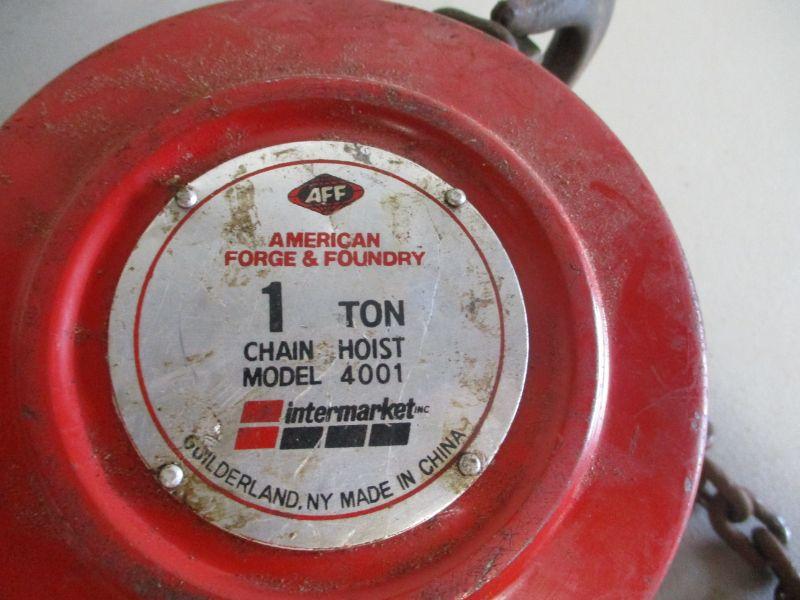 AFF
AMERICAN
FORGE & FOUNDRY
1 TON
CHAIN HOIST
MODEL 4001
intermarket INC
GUILDERLAND, NY MADE IN CHINA